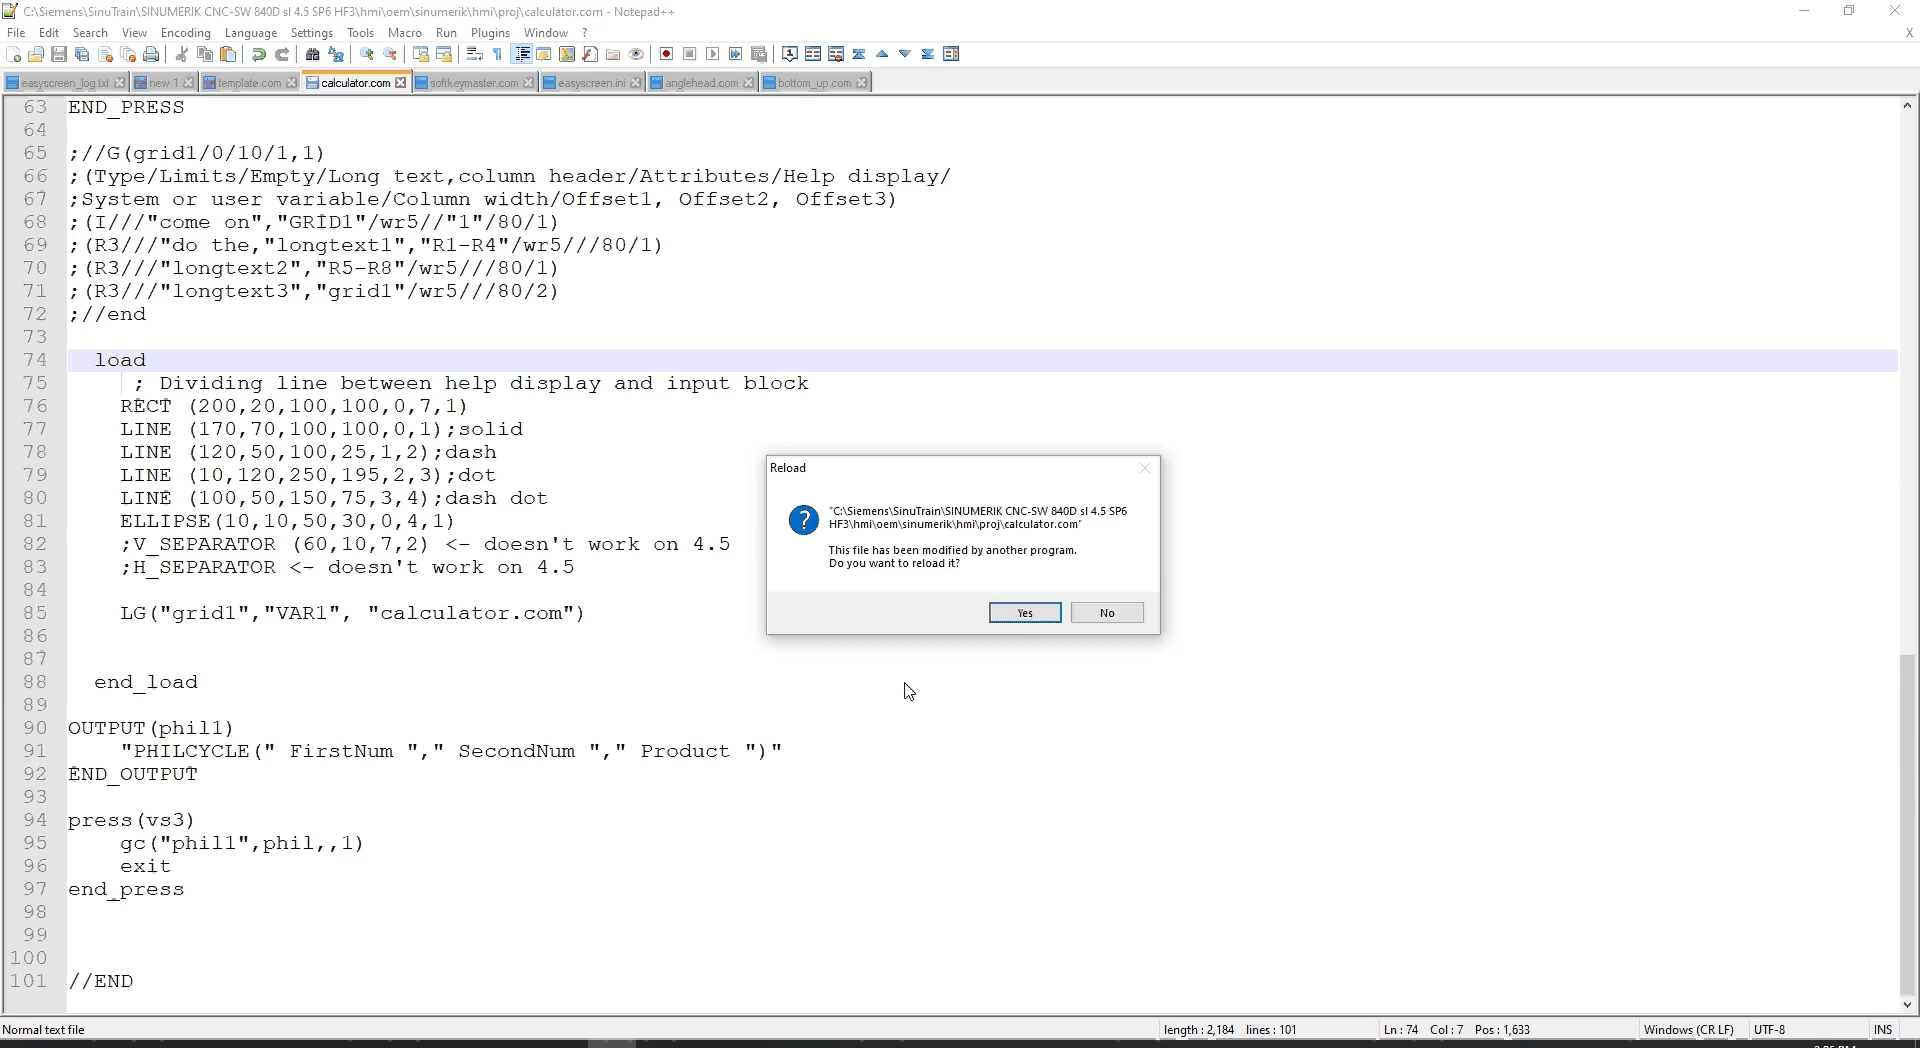 C:\Siemens\SinuTrain\SINUMERIK CNC-SW 840D sl 4.5 SP6 HF3\hmi\oem\sinumerik\hmi\proj\calculator.com - Notepad++
File Edit Search View Encoding Language Settings Tools Macro Run Plugins Window ? X
easyscreen_log.txt new 1 template.com calculator.com softkeymaster.com easyscreen.ini anglehead.com bottom_up.com
63 END_PRESS
64
65 ;//G(grid1/0/10/1,1)
66 ;(Type/Limits/Empty/Long text,column header/Attributes/Help display/
67 ;System or user variable/Column width/Offset1, Offset2, Offset3)
68 ;(I///"come on","GRID1"/wr5//"1"/80/1)
69 ;(R3///"do the,"longtext1","R1-R4"/wr5///80/1)
70 ;(R3///"longtext2","R5-R8"/wr5///80/1)
71 ;(R3///"longtext3","grid1"/wr5///80/2)
72 ;//end
73
74 load
75 ; Dividing line between help display and input block
76 RECT (200,20,100,100,0,7,1)
77 LINE (170,70,100,100,0,1);solid
78 LINE (120,50,100,25,1,2);dash
79 LINE (10,120,250,195,2,3);dot
80 LINE (100,50,150,75,3,4);dash dot
81 ELLIPSE(10,10,50,30,0,4,1)
82 ;V_SEPARATOR (60,10,7,2) <- doesn't work on 4.5
83 ;H_SEPARATOR <- doesn't work on 4.5
84
85 LG("grid1","VAR1", "calculator.com")
86
87
88 end_load
89
90 OUTPUT(phil1)
91 "PHILCYCLE(" FirstNum "," SecondNum "," Product ")"
92 END_OUTPUT
93
94 press(vs3)
95 gc("phil1",phil,,1)
96 exit
97 end_press
98
99
100
101 //END
Reload
"C:\Siemens\SinuTrain\SINUMERIK CNC-SW 840D sl 4.5 SP6
HF3\hmi\oem\sinumerik\hmi\proj\calculator.com"
This file has been modified by another program.
Do you want to reload it?
Yes No
Normal text file length : 2,184 lines : 101 Ln : 74 Col : 7 Pos : 1,633 Windows (CR LF) UTF-8 INS